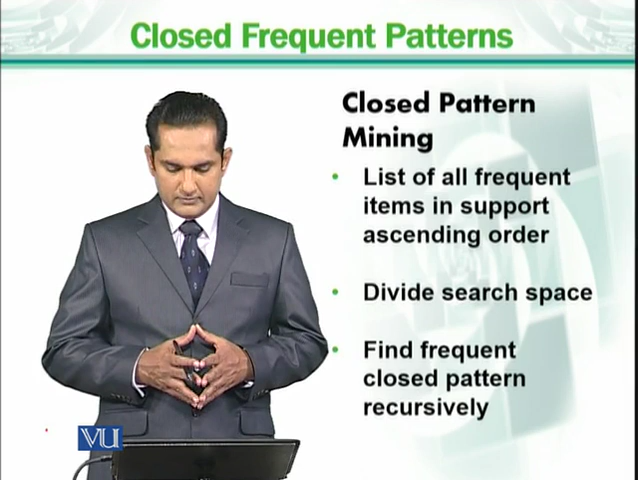 Closed Frequent Patterns
Closed Pattern
Mining
• List of all frequent
items in support
ascending order
• Divide search space
• Find frequent
closed pattern
recursively
VU